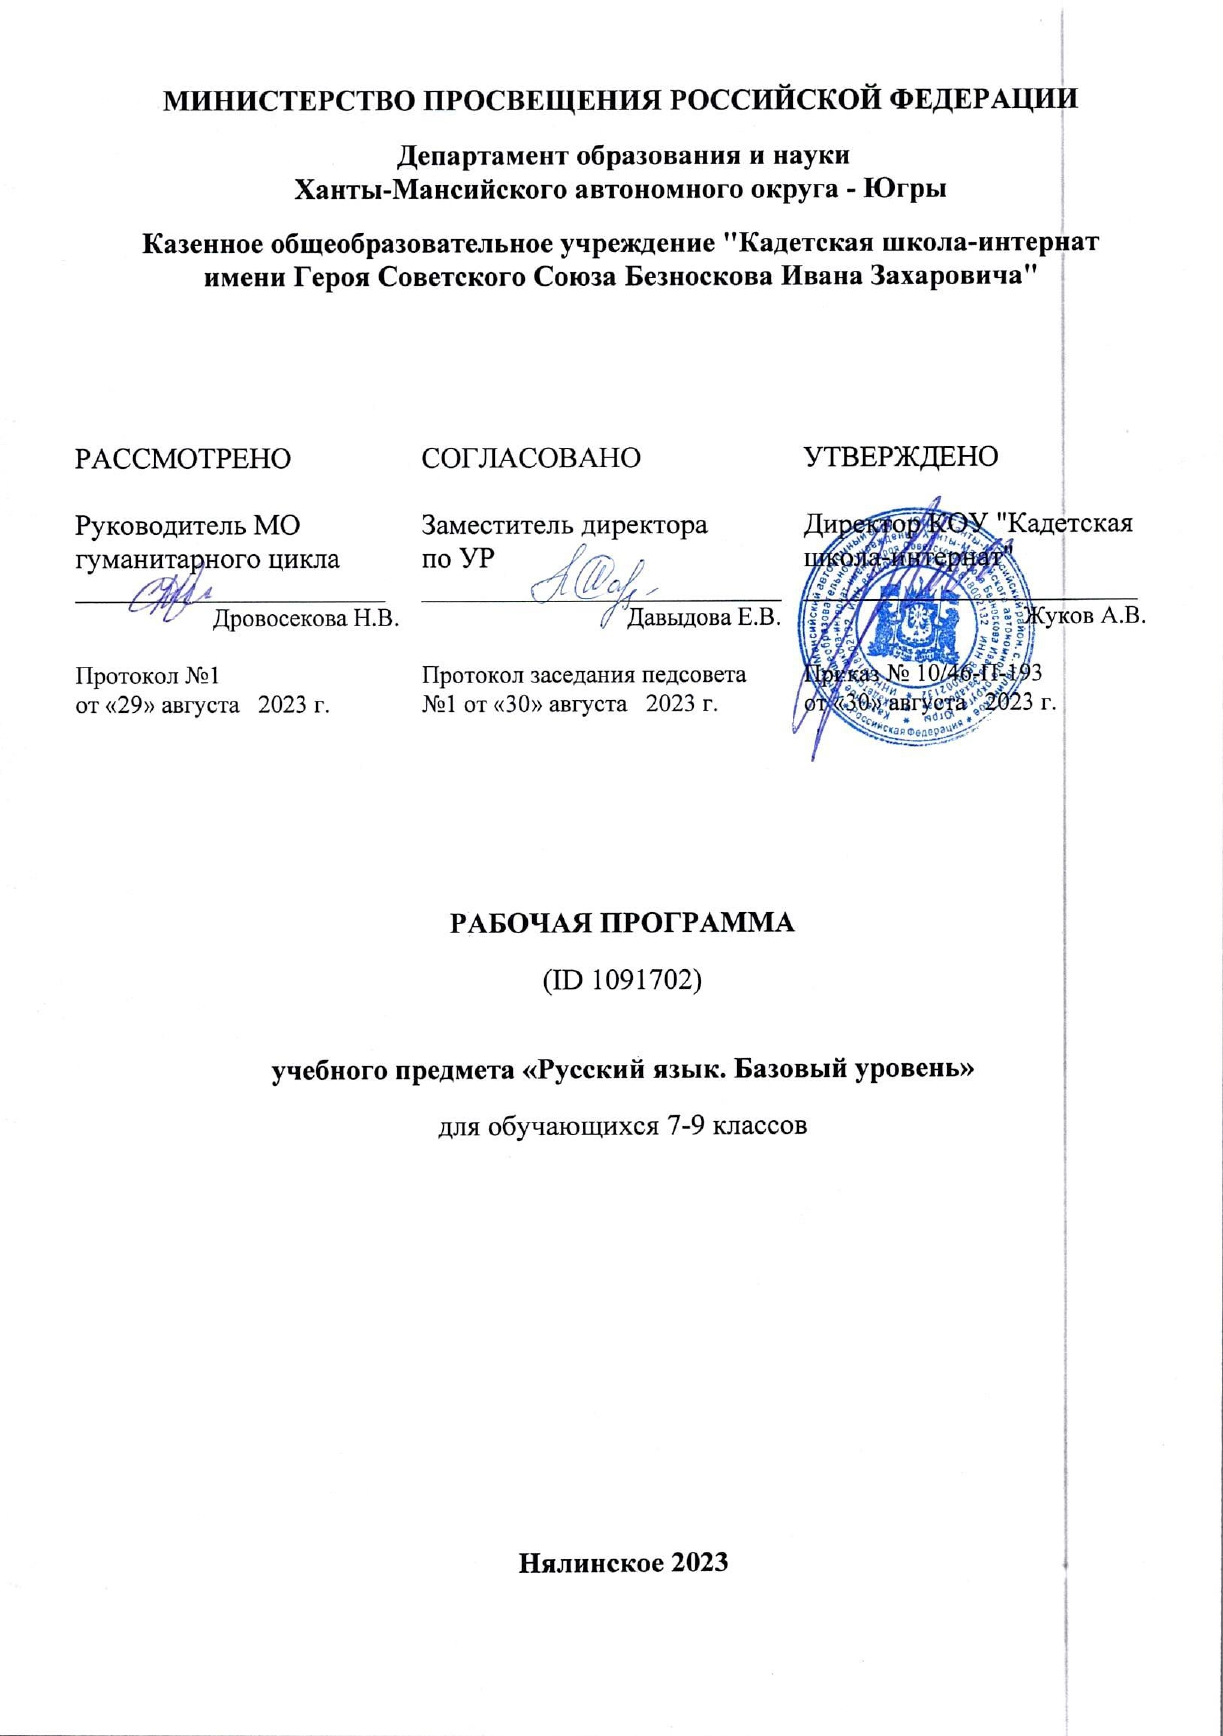 МИНИСТЕРСТВО ПРОСВЕЩЕНИЯ РОССИЙСКОЙ ФЕДЕРАЦИИ
Департамент образования и науки
Ханты-Мансийского автономного округа - Югры
Казенное общеобразовательное учреждение "Кадетская школа-интернат
имени Героя Советского Союза Безноскова Ивана Захаровича"
РАССМОТРЕНО
Руководитель МО
гуманитарного цикла
Дровосекова Н.В.
Протокол №1
от «29» августа 2023 г.
СОГЛАСОВАНО
Заместитель директора
по УР
Давыдова Е.В.
Протокол заседания педсовета
№1 от «30» августа 2023 г.
УТВЕРЖДЕНО
Директор КОУ "Кадетская
школа-интернат"
Жуков А.В.
Приказ № 10/46-П-193
от «30» августа 2023 г.
Российская Федерация
РАБОЧАЯ ПРОГРАММА
(ID 1091702)
учебного предмета «Русский язык. Базовый уровень»
для обучающихся 7-9 классов
Нялинское 2023